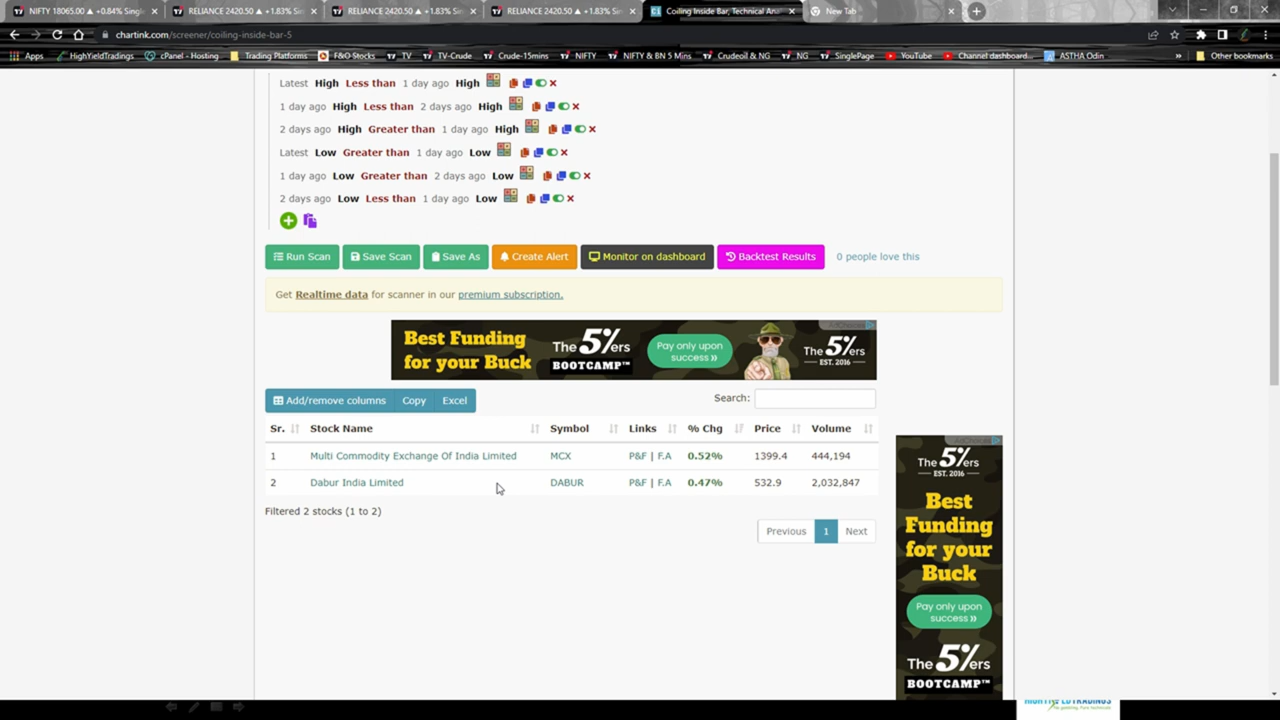 NIFTY 18065.00 ▲ +0.84% Singl
RELIANCE 2420.50 ▲ +1.83% Si
RELIANCE 2420.50 ▲ +1.83% Si
RELIANCE 2420.50 ▲ +1.83% Si
Coiling Inside Bar, Technical Ana
New Tab
chartink.com/screener/coiling-inside-bar-5
Apps HighYieldTradings cPanel - Hosting Trading Platforms F&O Stocks TV TV-Crude Crude-15mins NIFTY NIFTY & BN 5 Mins Crudeoil & NG NG SinglePage YouTube Channel dashboard... ASTHA Odin » Other bookmarks
Latest High Less than 1 day ago High
1 day ago High Less than 2 days ago High
2 days ago High Greater than 1 day ago High
Latest Low Greater than 1 day ago Low
1 day ago Low Greater than 2 days ago Low
2 days ago Low Less than 1 day ago Low
Run Scan Save Scan Save As Create Alert Monitor on dashboard Backtest Results 0 people love this
Get Realtime data for scanner in our premium subscription.
AdChoices
Best Funding
for your Buck
The 5%ers
BOOTCAMP™
Pay only upon
success »
The 5%ers
EST. 2016
Add/remove columns Copy Excel
Search:
Sr. Stock Name Symbol Links % Chg Price Volume
1 Multi Commodity Exchange Of India Limited MCX P&F | F.A 0.52% 1399.4 444,194
2 Dabur India Limited DABUR P&F | F.A 0.47% 532.9 2,032,847
Filtered 2 stocks (1 to 2)
Previous 1 Next
AdChoices
The 5%ers
EST. 2016
Best
Funding
for your
Buck
Pay only upon
success »
The 5%ers
BOOTCAMP™